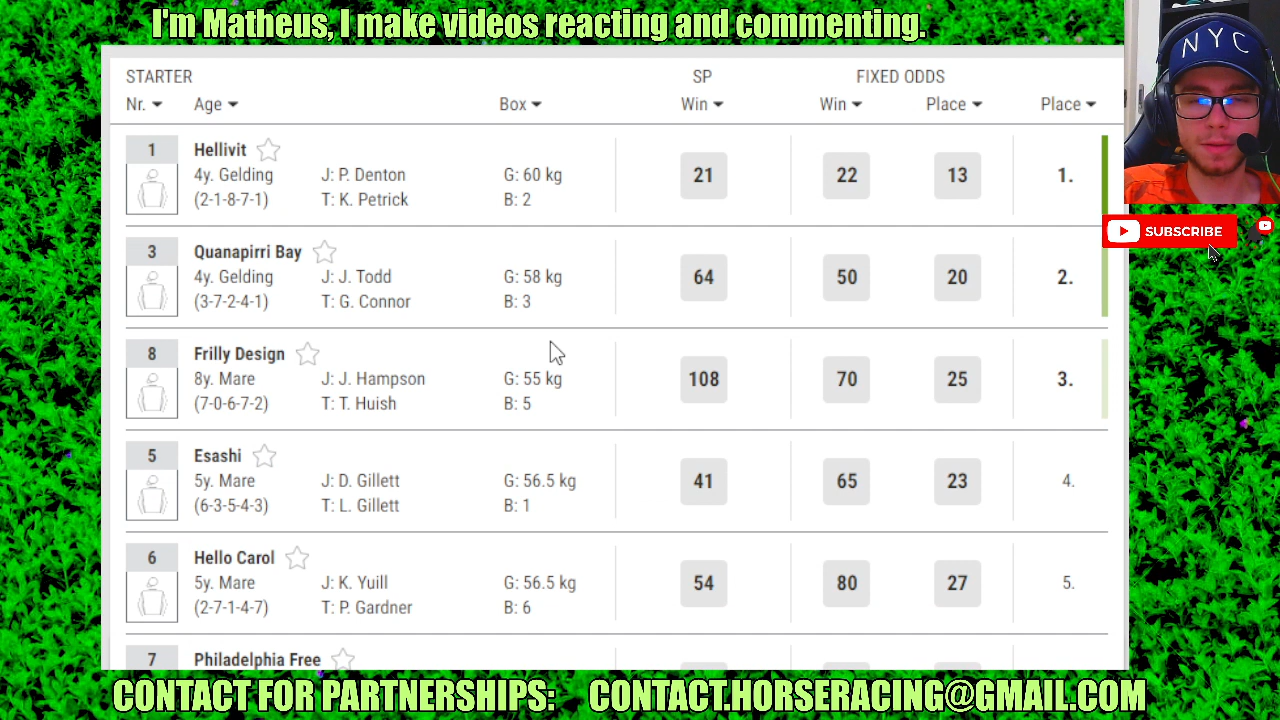 I'm Matheus, I make videos reacting and commenting.
STARTER SP FIXED ODDS
Nr. Age Box Win Win Place Place
1 Hellivit
4y. Gelding J: P. Denton G: 60 kg 21 22 13 1.
(2-1-8-7-1) T: K. Petrick B: 2
3 Quanapirri Bay
4y. Gelding J: J. Todd G: 58 kg 64 50 20 2.
(3-7-2-4-1) T: G. Connor B: 3
8 Frilly Design
8y. Mare J: J. Hampson G: 55 kg 108 70 25 3.
(7-0-6-7-2) T: T. Huish B: 5
5 Esashi
5y. Mare J: D. Gillett G: 56.5 kg 41 65 23 4.
(6-3-5-4-3) T: L. Gillett B: 1
6 Hello Carol
5y. Mare J: K. Yuill G: 56.5 kg 54 80 27 5.
(2-7-1-4-7) T: P. Gardner B: 6
7 Philadelphia Free
NYC
SUBSCRIBE
CONTACT FOR PARTNERSHIPS: CONTACT.HORSERACING@GMAIL.COM